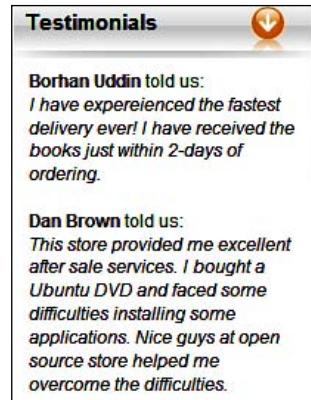 Testimonials
Borhan Uddin told us:
I have expereienced the fastest
delivery ever! I have received the
books just within 2-days of
ordering.
Dan Brown told us:
This store provided me excellent
after sale services. I bought a
Ubuntu DVD and faced some
difficulties installing some
applications. Nice guys at open
source store helped me
overcome the difficulties.